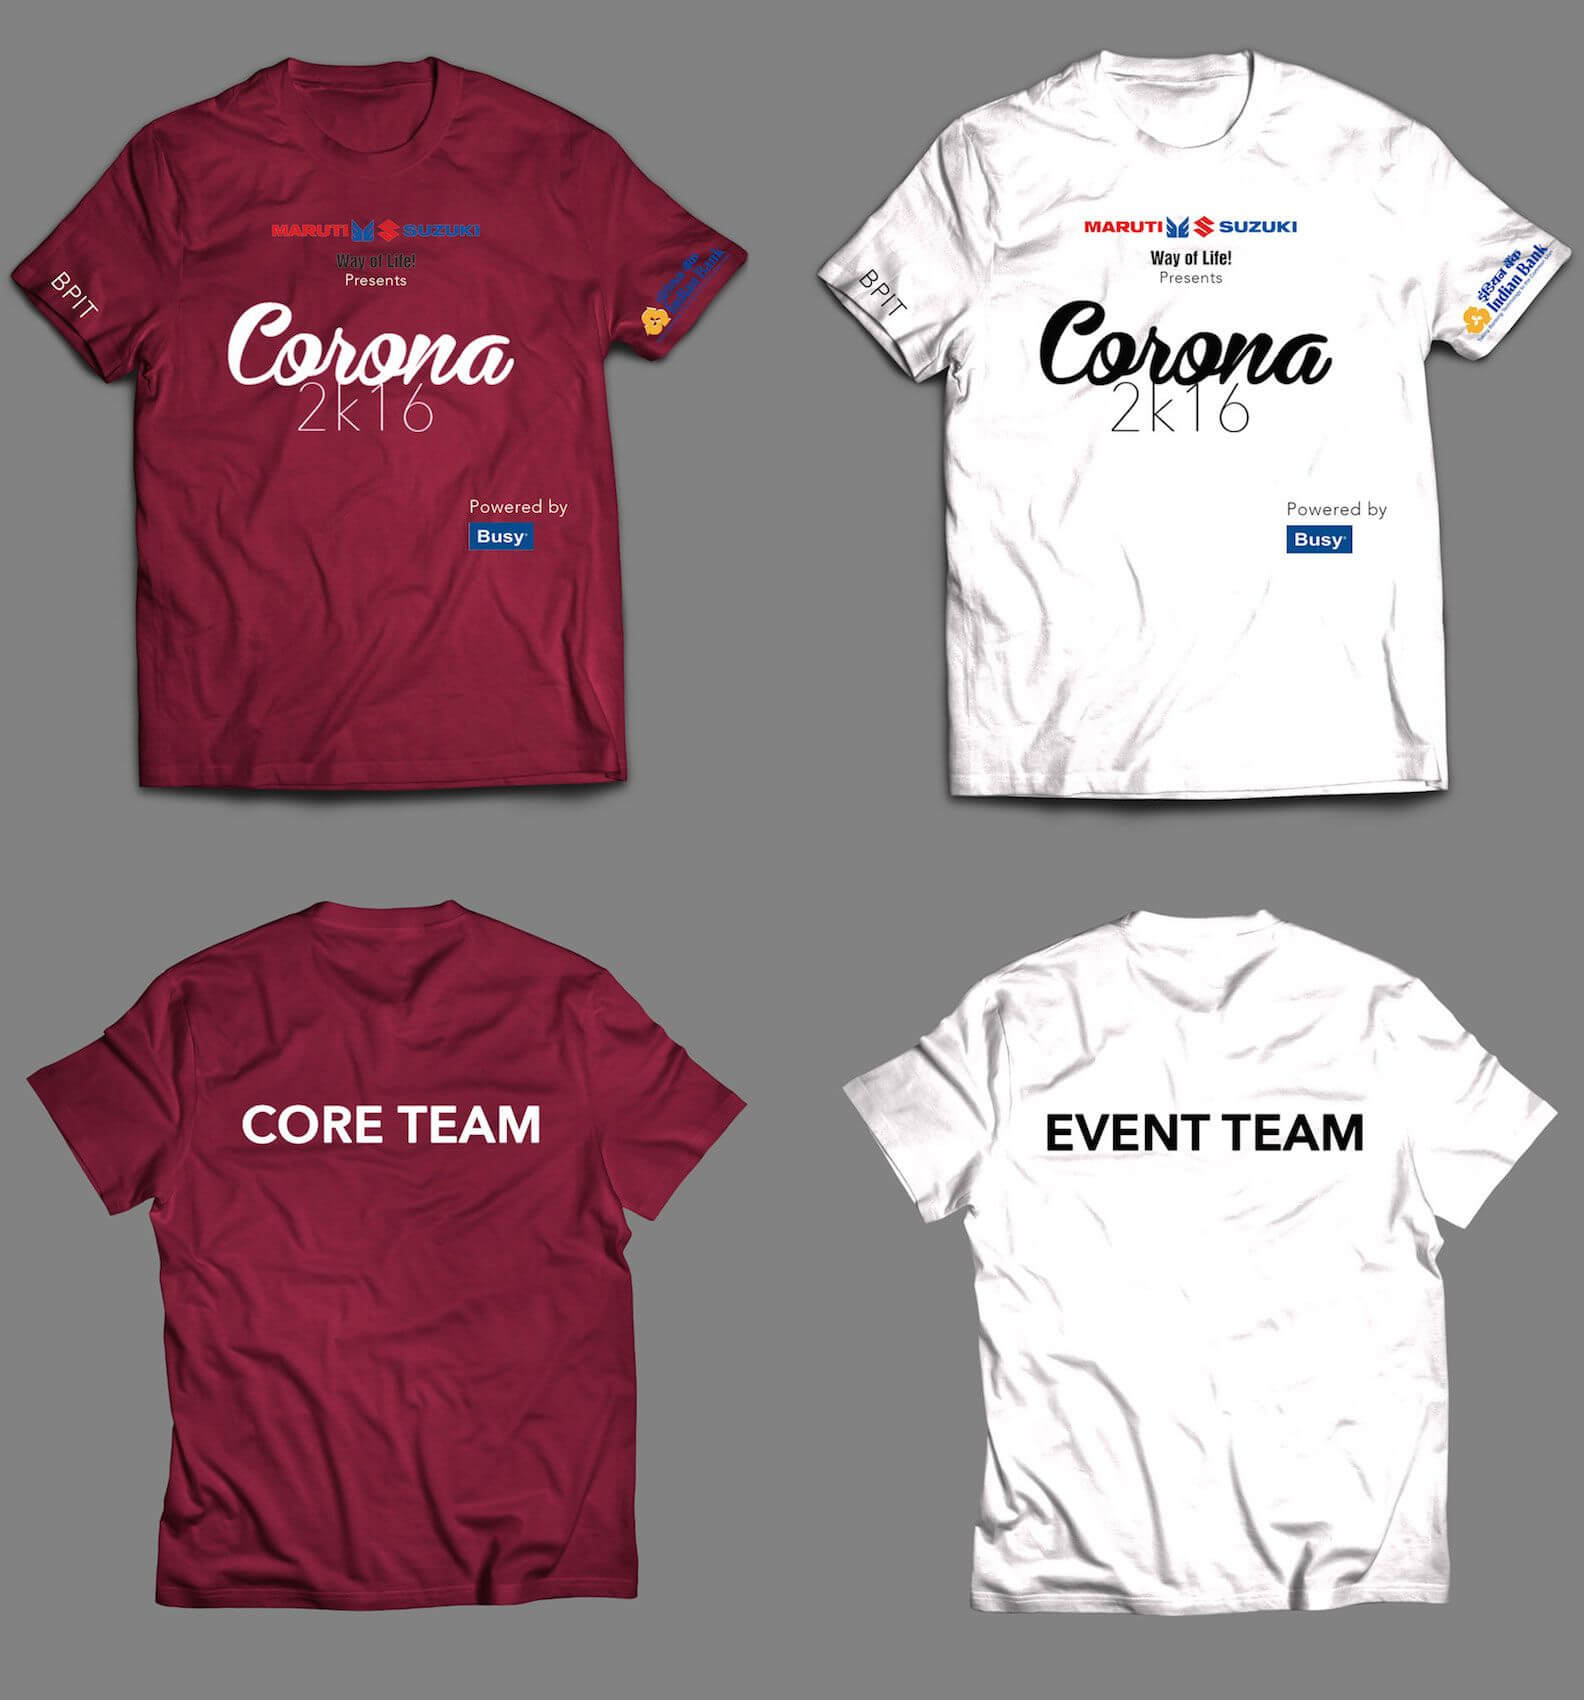 MARUTI SUZUKI
Way of Life!
Presents
Corona
2k16
Powered by
Busy
BPIT
इंडियन बैंक
Indian Bank
MARUTI SUZUKI
Way of Life!
Presents
Corona
2k16
Powered by
Busy
BPIT
इंडियन बैंक
Indian Bank
CORE TEAM
EVENT TEAM